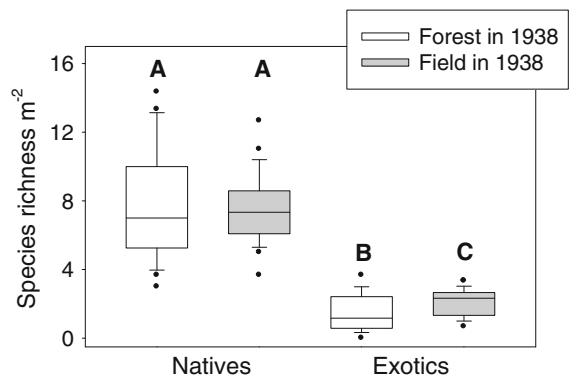 Forest in 1938
Field in 1938
Species richness m-2
16
12
8
4
0
A
A
B
C
Natives
Exotics